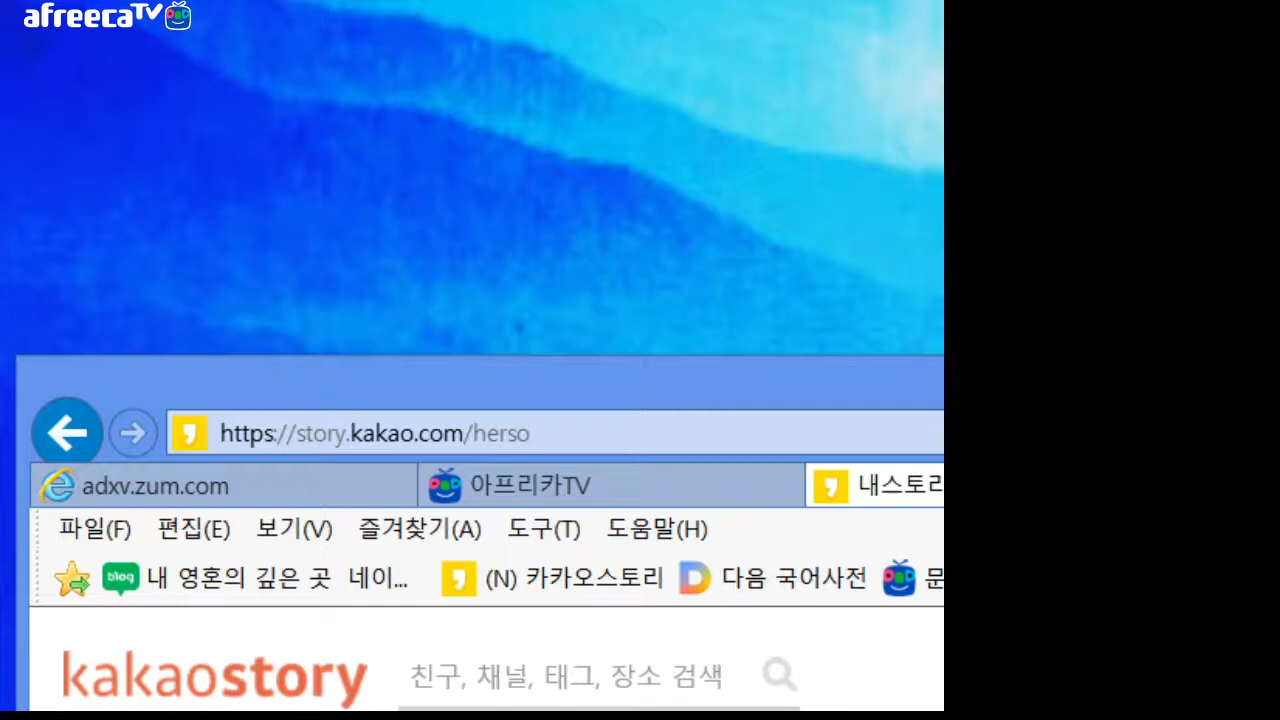 afreecaTV
https://story.kakao.com/herso
adxv.zum.com 아프리카TV 내스토리
파일(F) 편집(E) 보기(V) 즐겨찾기(A) 도구(T) 도움말(H)
blog 내 영혼의 깊은 곳 네이... (N) 카카오스토리 다음 국어사전 문
kakaostory 친구, 채널, 태그, 장소 검색